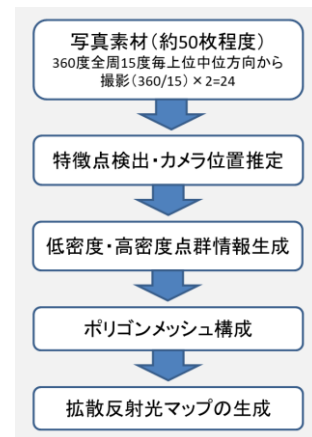 写真素材（約50枚程度）
360度全周15度毎上位中位方向から
撮影（360/15）×2=24
特徴点検出・カメラ位置推定
低密度・高密度点群情報生成
ポリゴンメッシュ構成
拡散反射光マップの生成